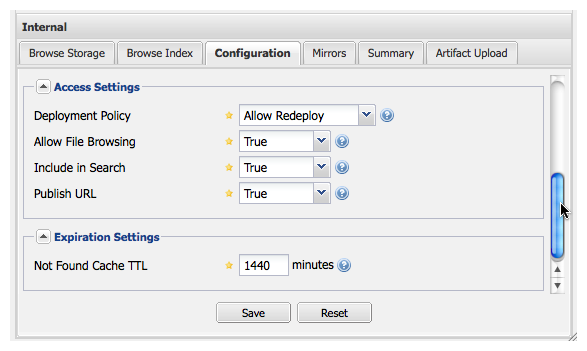 Internal
Browse Storage Browse Index Configuration Mirrors Summary Artifact Upload
Access Settings
Deployment Policy Allow Redeploy ?
Allow File Browsing True ?
Include in Search True ?
Publish URL True ?
Expiration Settings
Not Found Cache TTL 1440 minutes ?
Save Reset